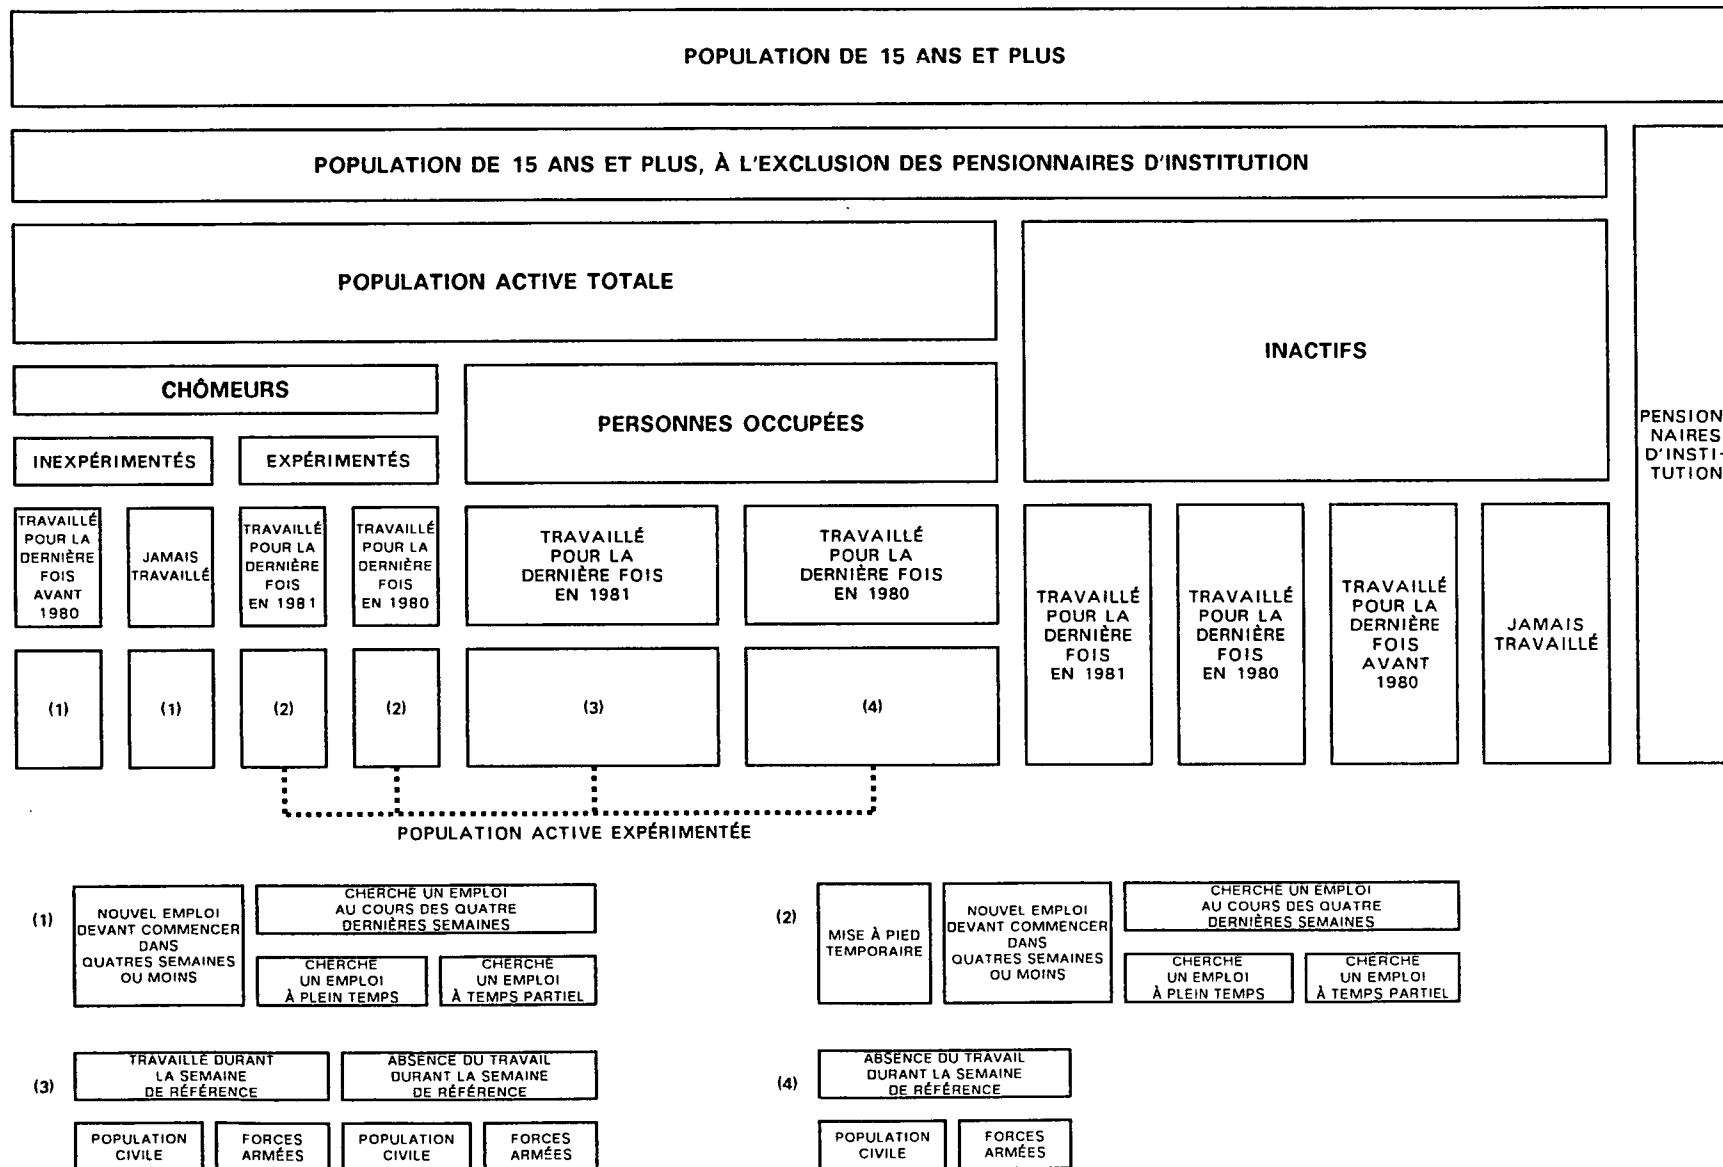 POPULATION DE 15 ANS ET PLUS
POPULATION DE 15 ANS ET PLUS, À L'EXCLUSION DES PENSIONNAIRES D'INSTITUTION
POPULATION ACTIVE TOTALE
INACTIFS
PENSION-
NAIRES
D'INSTI-
TUTION
CHÔMEURS
PERSONNES OCCUPÉES
INEXPÉRIMENTÉS
EXPÉRIMENTÉS
TRAVAILLÉ
POUR LA
DERNIÈRE
FOIS
AVANT
1980
JAMAIS
TRAVAILLÉ
TRAVAILLÉ
POUR LA
DERNIÈRE
FOIS
EN 1981
TRAVAILLÉ
POUR LA
DERNIÈRE
FOIS
EN 1980
TRAVAILLÉ
POUR LA
DERNIÈRE FOIS
EN 1981
TRAVAILLÉ
POUR LA
DERNIÈRE FOIS
EN 1980
TRAVAILLÉ
POUR LA
DERNIÈRE
FOIS
EN 1981
TRAVAILLÉ
POUR LA
DERNIÈRE
FOIS
EN 1980
TRAVAILLÉ
POUR LA
DERNIÈRE
FOIS
AVANT
1980
JAMAIS
TRAVAILLÉ
(1)
(1)
(2)
(2)
(3)
(4)
POPULATION ACTIVE EXPÉRIMENTÉE
(1)
NOUVEL EMPLOI
DEVANT COMMENCER
DANS
QUATRES SEMAINES
OU MOINS
CHERCHÉ UN EMPLOI
AU COURS DES QUATRE
DERNIÈRES SEMAINES
CHERCHÉ
UN EMPLOI
À PLEIN TEMPS
CHERCHÉ
UN EMPLOI
À TEMPS PARTIEL
(2)
MISE À PIED
TEMPORAIRE
NOUVEL EMPLOI
DEVANT COMMENCER
DANS
QUATRES SEMAINES
OU MOINS
CHERCHÉ UN EMPLOI
AU COURS DES QUATRE
DERNIÈRES SEMAINES
CHERCHÉ
UN EMPLOI
À PLEIN TEMPS
CHERCHÉ
UN EMPLOI
À TEMPS PARTIEL
(3)
TRAVAILLÉ DURANT
LA SEMAINE
DE RÉFÉRENCE
ABSENCE DU TRAVAIL
DURANT LA SEMAINE
DE RÉFÉRENCE
POPULATION
CIVILE
FORCES
ARMÉES
POPULATION
CIVILE
FORCES
ARMÉES
(4)
ABSENCE DU TRAVAIL
DURANT LA SEMAINE
DE RÉFÉRENCE
POPULATION
CIVILE
FORCES
ARMÉES